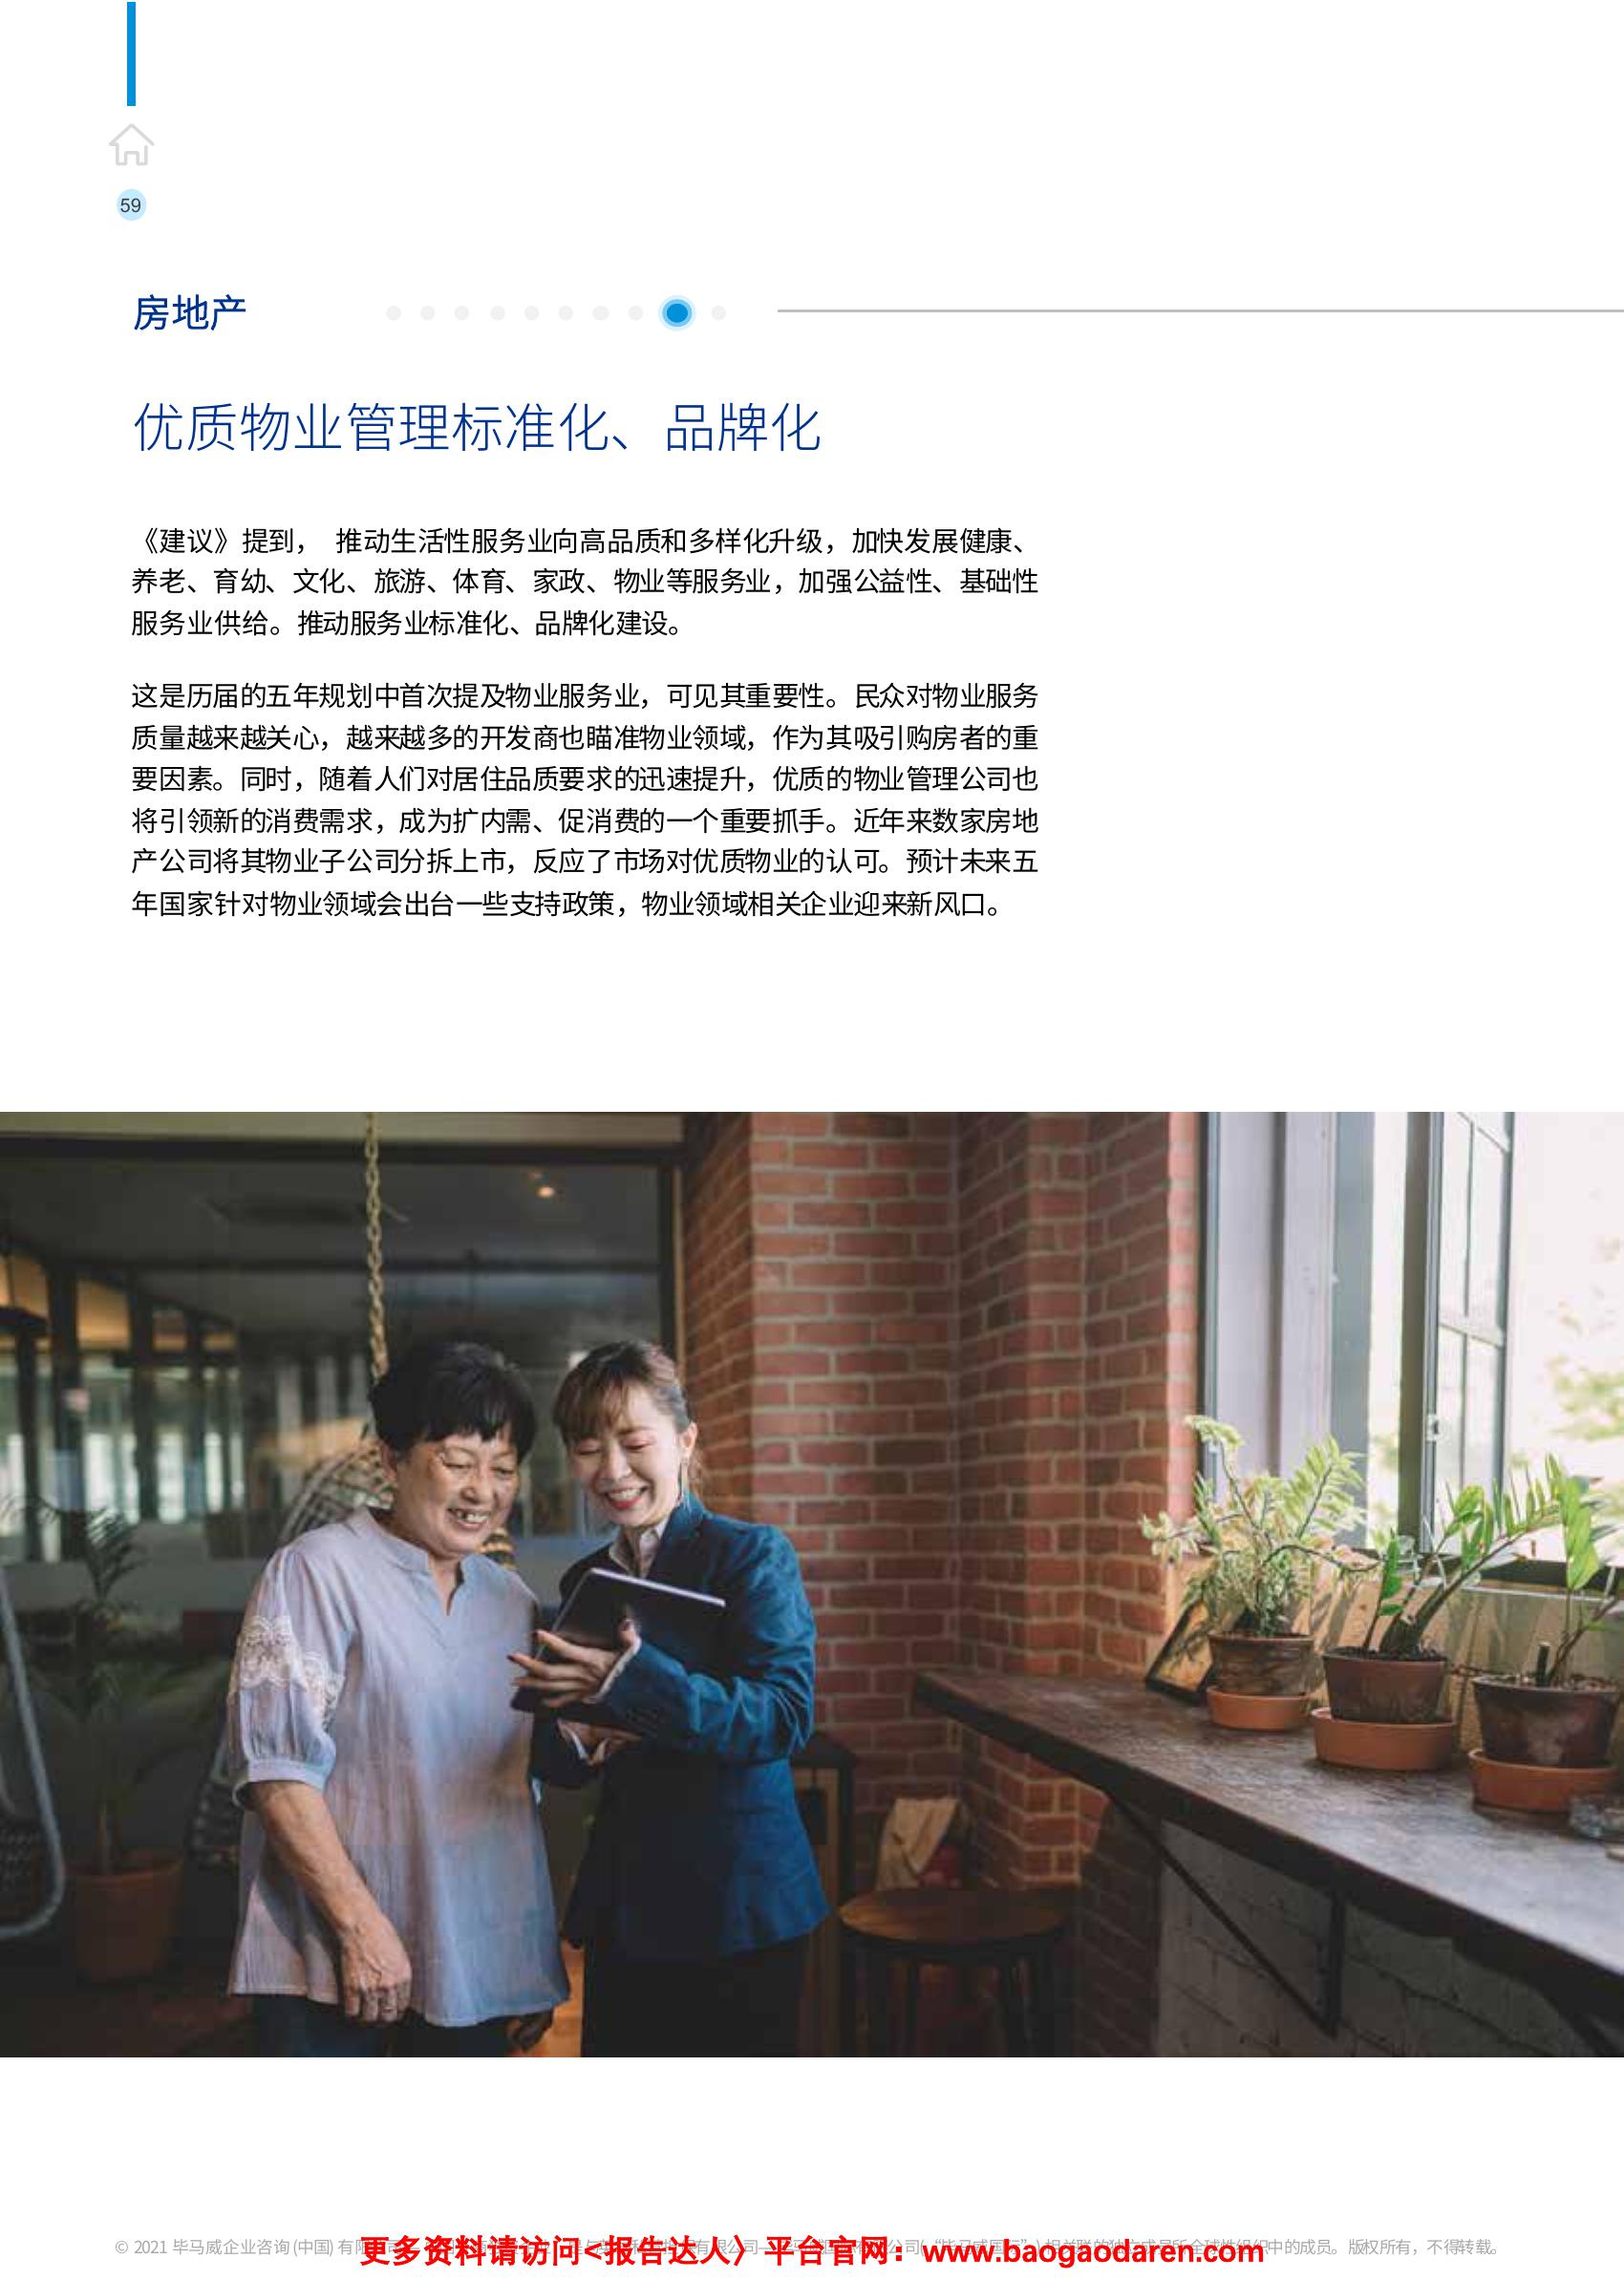 59
房地产
优质物业管理标准化、品牌化
《建议》提到， 推动生活性服务业向高品质和多样化升级，加快发展健康、
养老、育幼、文化、旅游、体育、家政、物业等服务业，加强公益性、基础性
服务业供给。推动服务业标准化、品牌化建设。
这是历届的五年规划中首次提及物业服务业，可见其重要性。民众对物业服务
质量越来越关心，越来越多的开发商也瞄准物业领域，作为其吸引购房者的重
要因素。同时，随着人们对居住品质要求的迅速提升，优质的物业管理公司也
将引领新的消费需求，成为扩内需、促消费的一个重要抓手。近年来数家房地
产公司将其物业子公司分拆上市，反应了市场对优质物业的认可。预计未来五
年国家针对物业领域会出台一些支持政策，物业领域相关企业迎来新风口。
© 2021 毕马威企业咨询 (中国) 有限 相关联的独立成员所全球性组织中的成员。版权所有，不得转载。
更多资料请访问<报告达人〉平台官网：www.baogaodaren.com